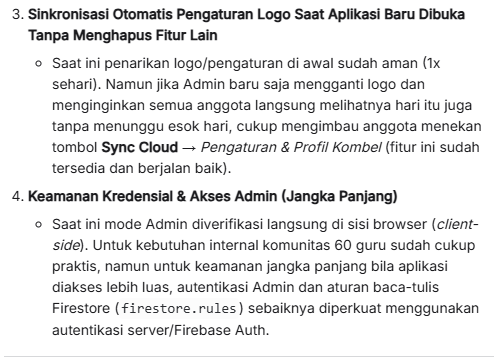 3. Sinkronisasi Otomatis Pengaturan Logo Saat Aplikasi Baru Dibuka
Tanpa Menghapus Fitur Lain
○ Saat ini penarikan logo/pengaturan di awal sudah aman (1x
sehari). Namun jika Admin baru saja mengganti logo dan
menginginkan semua anggota langsung melihatnya hari itu juga
tanpa menunggu esok hari, cukup mengimbau anggota menekan
tombol Sync Cloud → Pengaturan & Profil Kombel (fitur ini sudah
tersedia dan berjalan baik).
4. Keamanan Kredensial & Akses Admin (Jangka Panjang)
○ Saat ini mode Admin diverifikasi langsung di sisi browser (client-
side). Untuk kebutuhan internal komunitas 60 guru sudah cukup
praktis, namun untuk keamanan jangka panjang bila aplikasi
diakses lebih luas, autentikasi Admin dan aturan baca-tulis
Firestore (firestore.rules) sebaiknya diperkuat menggunakan
autentikasi server/Firebase Auth.